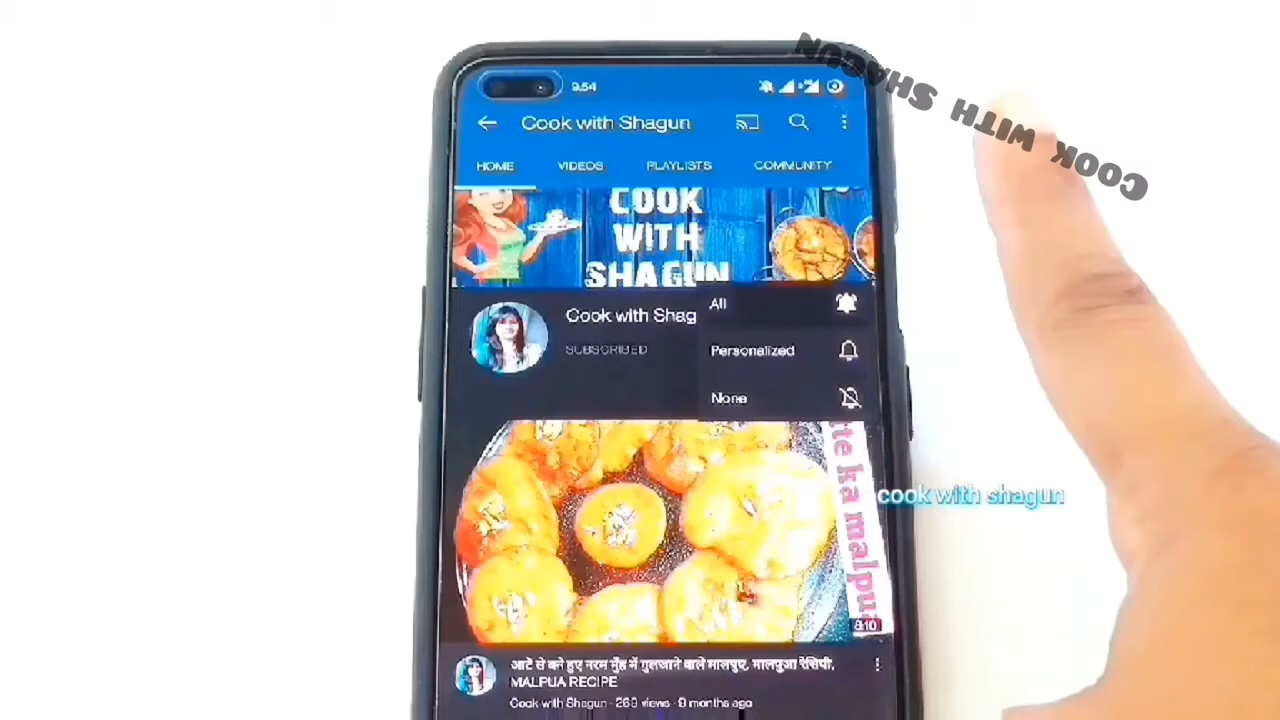 9.54
Cook with Shagun
HOME VIDEOS PLAYLISTS COMMUNITY
COOK
WITH
SHAGUN
COOK WITH SHAGUN
All
Cook with Shag
SUBSCRIBED
Personalized
None
te ka malpua
cook with shagun
8:10
आटे से बने हुए नरम मुँह में घुलजाने वाले मालपुए, मालपुआ रेसिपी,
MALPUA RECIPE
Cook with Shagun · 269 views · 9 months ago